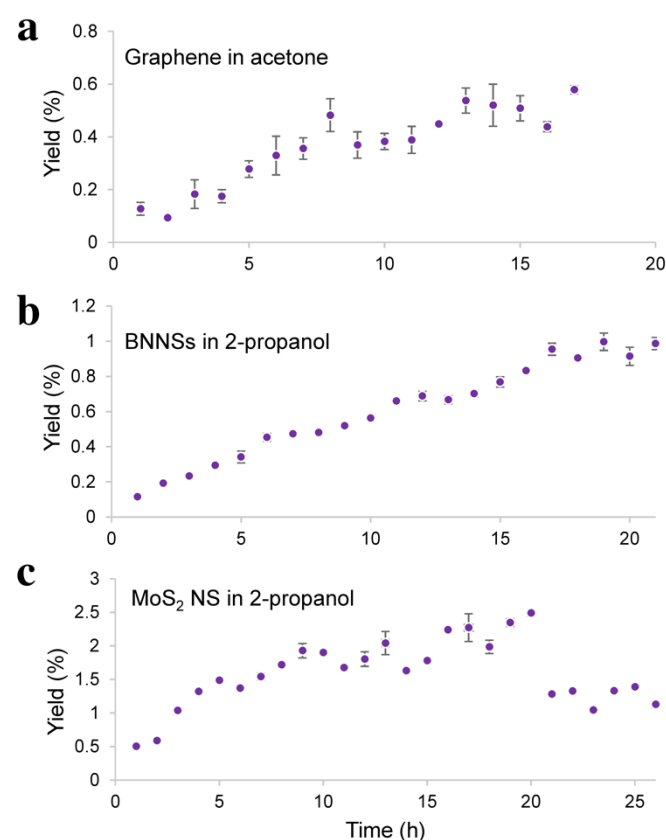 a
Graphene in acetone
Yield (%)
0.8
0.6
0.4
0.2
0
0 5 10 15 20
b
BNNSs in 2-propanol
Yield (%)
1.2
1
0.8
0.6
0.4
0.2
0
0 5 10 15 20
c
MoS₂ NS in 2-propanol
Yield (%)
3
2.5
2
1.5
1
0.5
0
0 5 10 15 20 25
Time (h)